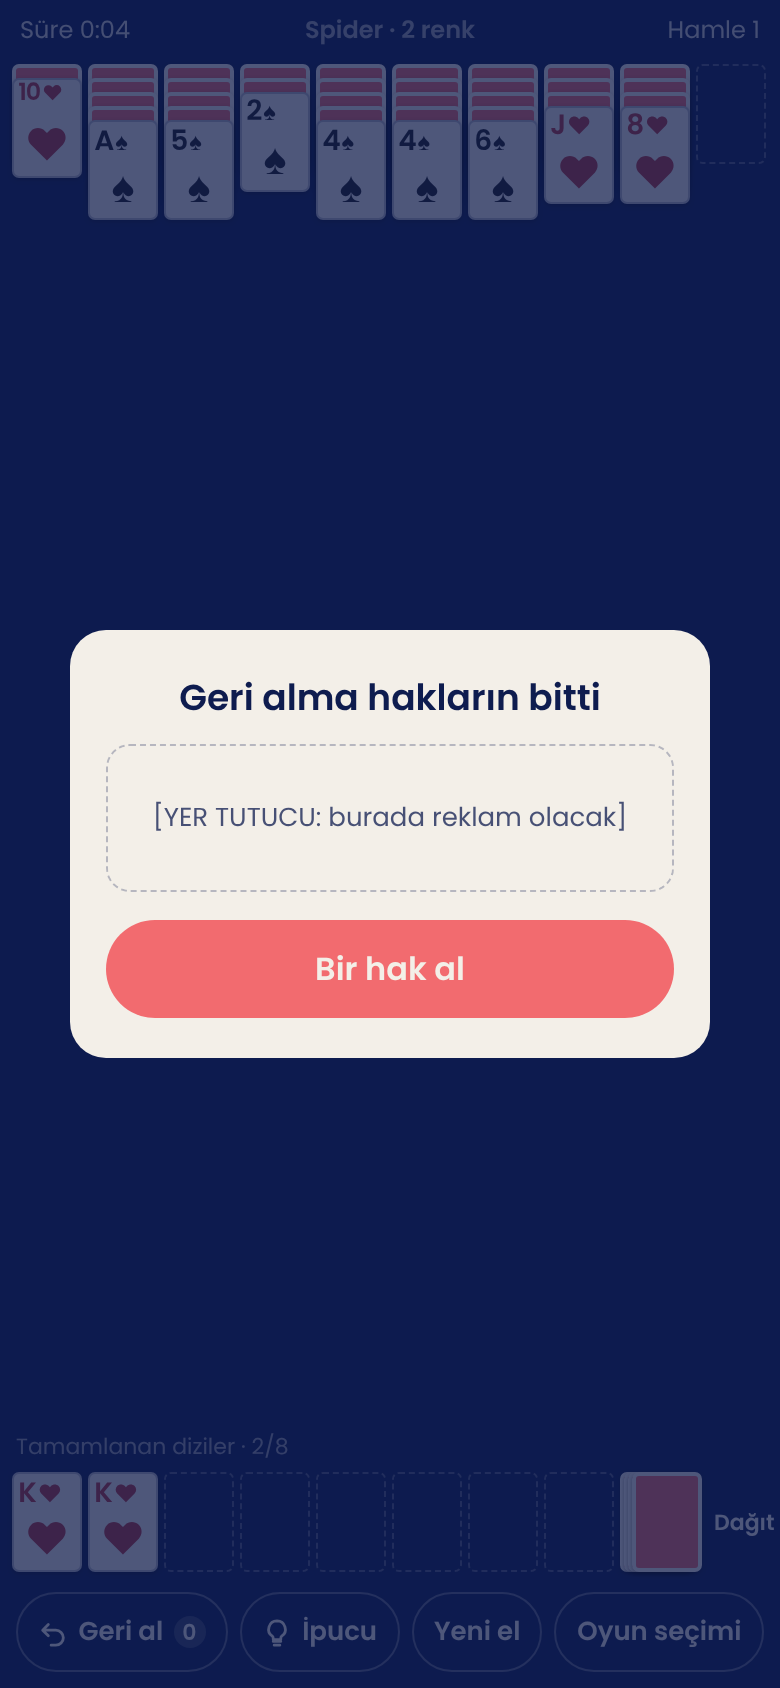 Süre 0:04 Spider · 2 renk Hamle 1
10♥ A♠ 5♠ 2♠ 4♠ 4♠ 6♠ J♥ 8♥
Geri alma hakların bitti
[YER TUTUCU: burada reklam olacak]
Bir hak al
Tamamlanan diziler · 2/8
K♥ K♥ Dağıt
Geri al 0 İpucu Yeni el Oyun seçimi